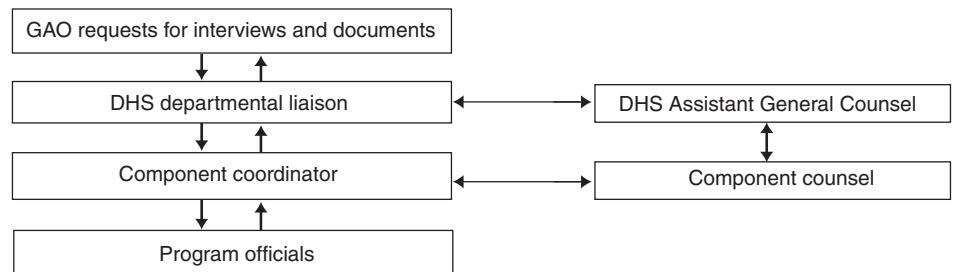 GAO requests for interviews and documents
DHS departmental liaison
DHS Assistant General Counsel
Component coordinator
Component counsel
Program officials